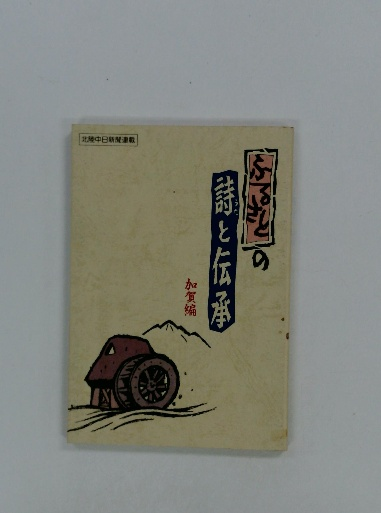 北陸中日新聞連載
ふるさとの
詩と伝承
加賀編